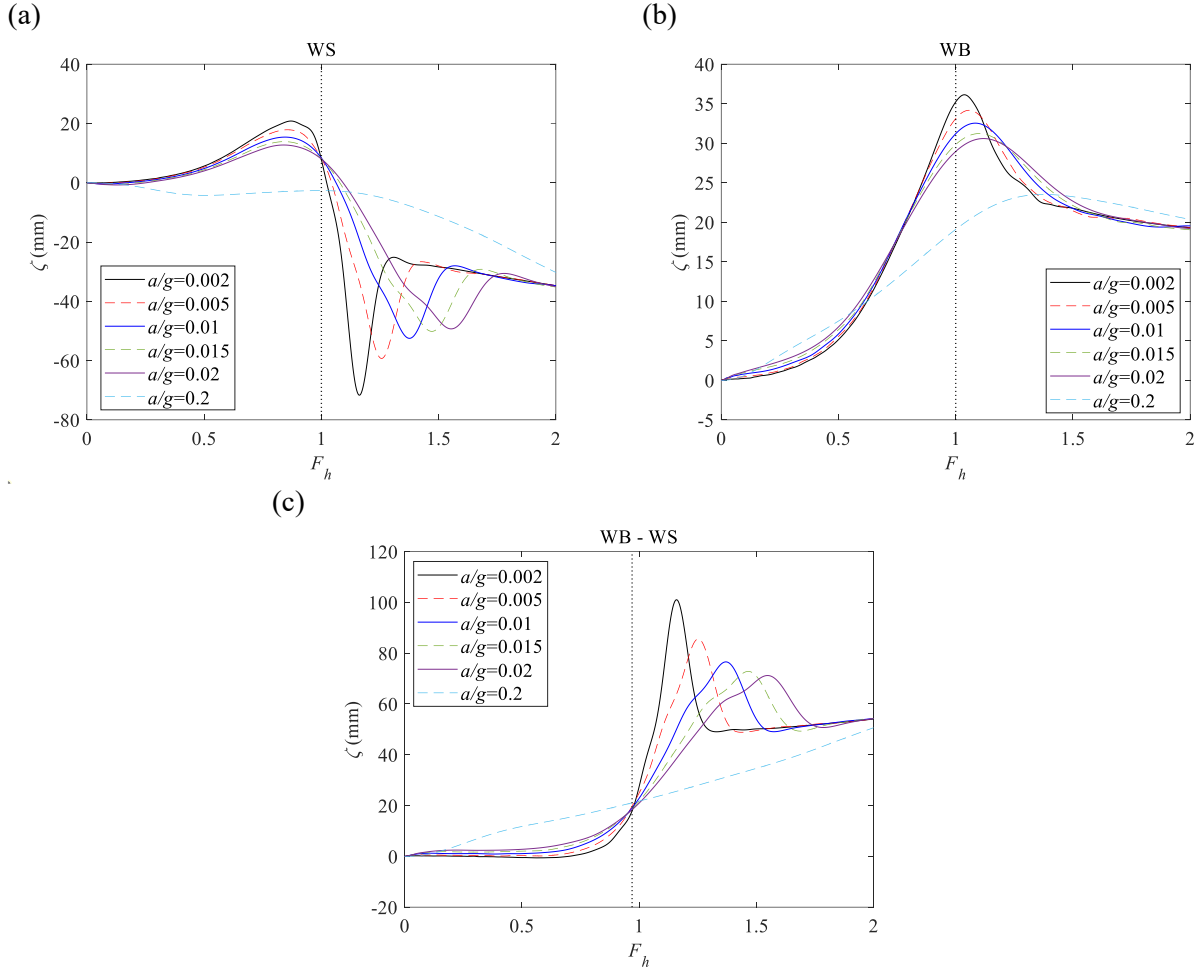 (a)
WS
40
20
0
-20
-40
-60
-80
ζ (mm)
a/g=0.002
a/g=0.005
a/g=0.01
a/g=0.015
a/g=0.02
a/g=0.2
0 0.5 1 1.5 2
F_h
(b)
WB
40
35
30
25
20
15
10
5
0
-5
ζ (mm)
a/g=0.002
a/g=0.005
a/g=0.01
a/g=0.015
a/g=0.02
a/g=0.2
0 0.5 1 1.5 2
F_h
(c)
WB - WS
120
100
80
60
40
20
0
-20
ζ (mm)
a/g=0.002
a/g=0.005
a/g=0.01
a/g=0.015
a/g=0.02
a/g=0.2
0 0.5 1 1.5 2
F_h